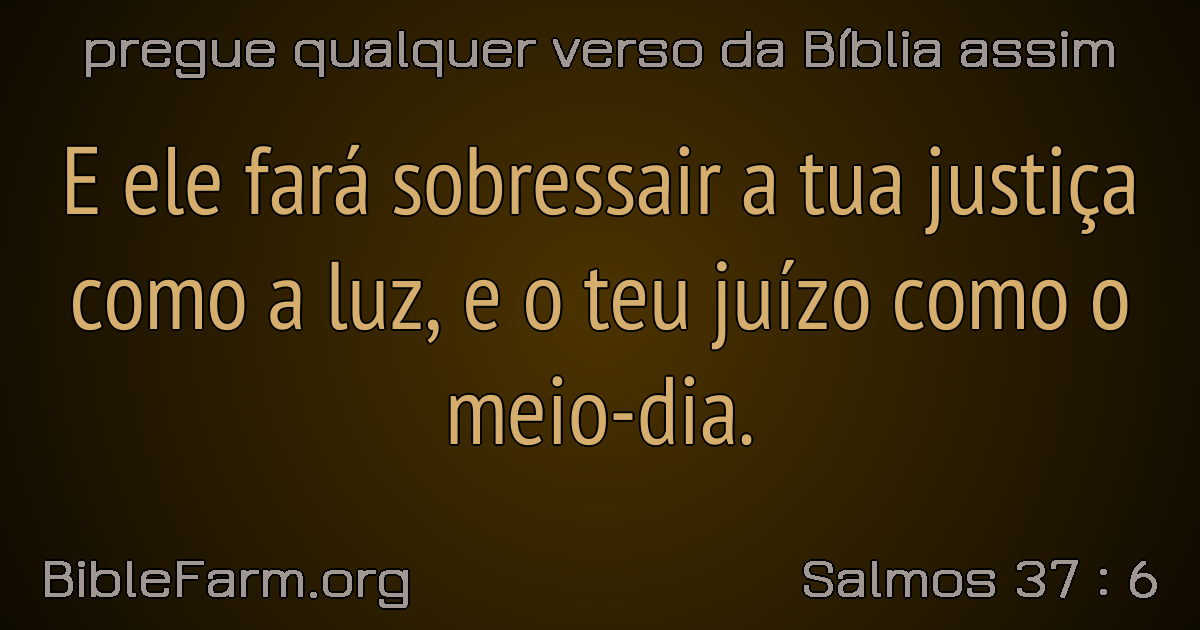 pregue qualquer verso da Bíblia assim
E ele fará sobressair a tua justiça
como a luz, e o teu juízo como o
meio-dia.
BibleFarm.org
Salmos 37 : 6